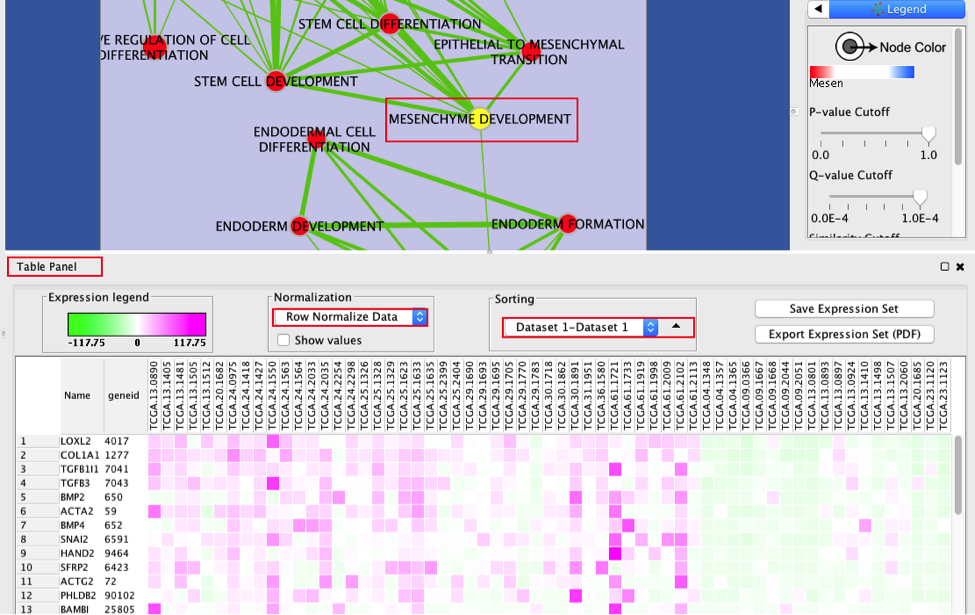 STEM CELL DIFFERENTIATION
VE REGULATION OF CELL
DIFFERENTIATION
EPITHELIAL TO MESENCHYMAL
TRANSITION
STEM CELL DEVELOPMENT
MESENCHYME DEVELOPMENT
ENDODERMAL CELL
DIFFERENTIATION
ENDODERM DEVELOPMENT
ENDODERM FORMATION
Legend
Node Color
Mesen
P-value Cutoff
0.0 1.0
Q-value Cutoff
0.0E-4 1.0E-4
Similarity Cutoff
Table Panel
Expression legend
-117.75 0 117.75
Normalization
Row Normalize Data
Show values
Sorting
Dataset 1-Dataset 1
Save Expression Set
Export Expression Set (PDF)
Name geneid
TCGA.13.0890
TCGA.13.1405
TCGA.13.1481
TCGA.13.1505
TCGA.13.1512
TCGA.20.1682
TCGA.24.0975
TCGA.24.1418
TCGA.24.1427
TCGA.24.1550
TCGA.24.1563
TCGA.24.1564
TCGA.24.2033
TCGA.24.2035
TCGA.24.2254
TCGA.24.2298
TCGA.25.1326
TCGA.25.1328
TCGA.25.1329
TCGA.25.1623
TCGA.25.1633
TCGA.25.1635
TCGA.25.2399
TCGA.25.2404
TCGA.29.1690
TCGA.29.1693
TCGA.29.1695
TCGA.29.1705
TCGA.29.1770
TCGA.29.1783
TCGA.30.1718
TCGA.30.1862
TCGA.30.1891
TCGA.31.1951
TCGA.36.1580
TCGA.61.1721
TCGA.61.1733
TCGA.61.1919
TCGA.61.1998
TCGA.61.2009
TCGA.61.2102
TCGA.61.2113
TCGA.04.1348
TCGA.04.1357
TCGA.04.1365
TCGA.09.0366
TCGA.09.1667
TCGA.09.1668
TCGA.09.2044
TCGA.09.2051
TCGA.13.0801
TCGA.13.0893
TCGA.13.0897
TCGA.13.0924
TCGA.13.1410
TCGA.13.1498
TCGA.13.1507
TCGA.13.2060
TCGA.20.1685
TCGA.23.1120
TCGA.23.1123
1 LOXL2 4017
2 COL1A1 1277
3 TGFB1I1 7041
4 TGFB3 7043
5 BMP2 650
6 ACTA2 59
7 BMP4 652
8 SNAI2 6591
9 HAND2 9464
10 SFRP2 6423
11 ACTG2 72
12 PHLDB2 90102
13 BAMBI 25805